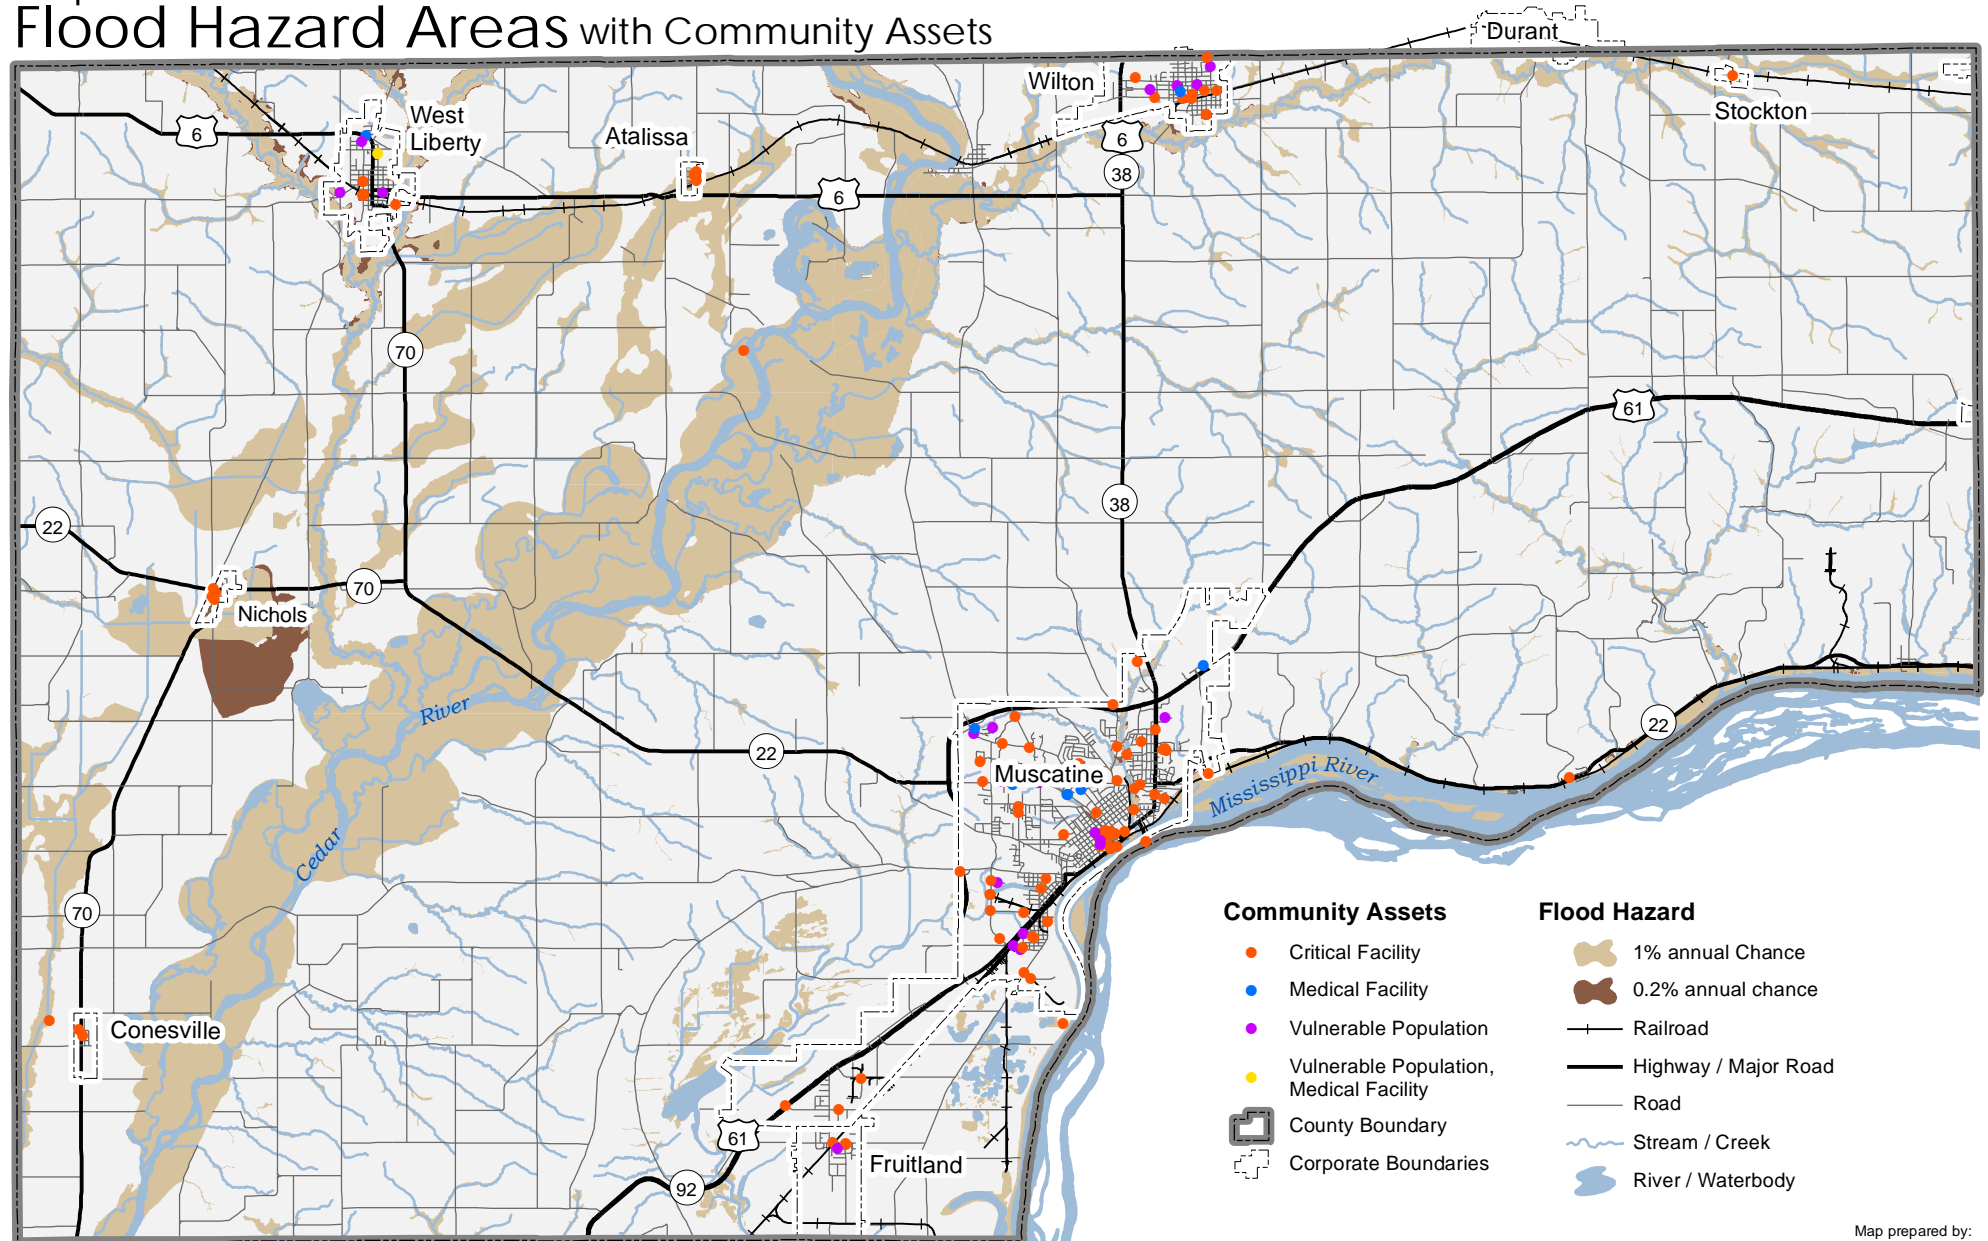 Flood Hazard Areas with Community Assets
Durant
Wilton
Stockton
West
Liberty
Atalissa
6
6
6
38
38
70
61
22
70
Nichols
River
22
22
Muscatine
Mississippi River
Cedar
70
Conesville
61
Fruitland
92
Community Assets
Critical Facility
Medical Facility
Vulnerable Population
Vulnerable Population,
Medical Facility
County Boundary
Corporate Boundaries
Flood Hazard
1% annual Chance
0.2% annual chance
Railroad
Highway / Major Road
Road
Stream / Creek
River / Waterbody
Map prepared by: